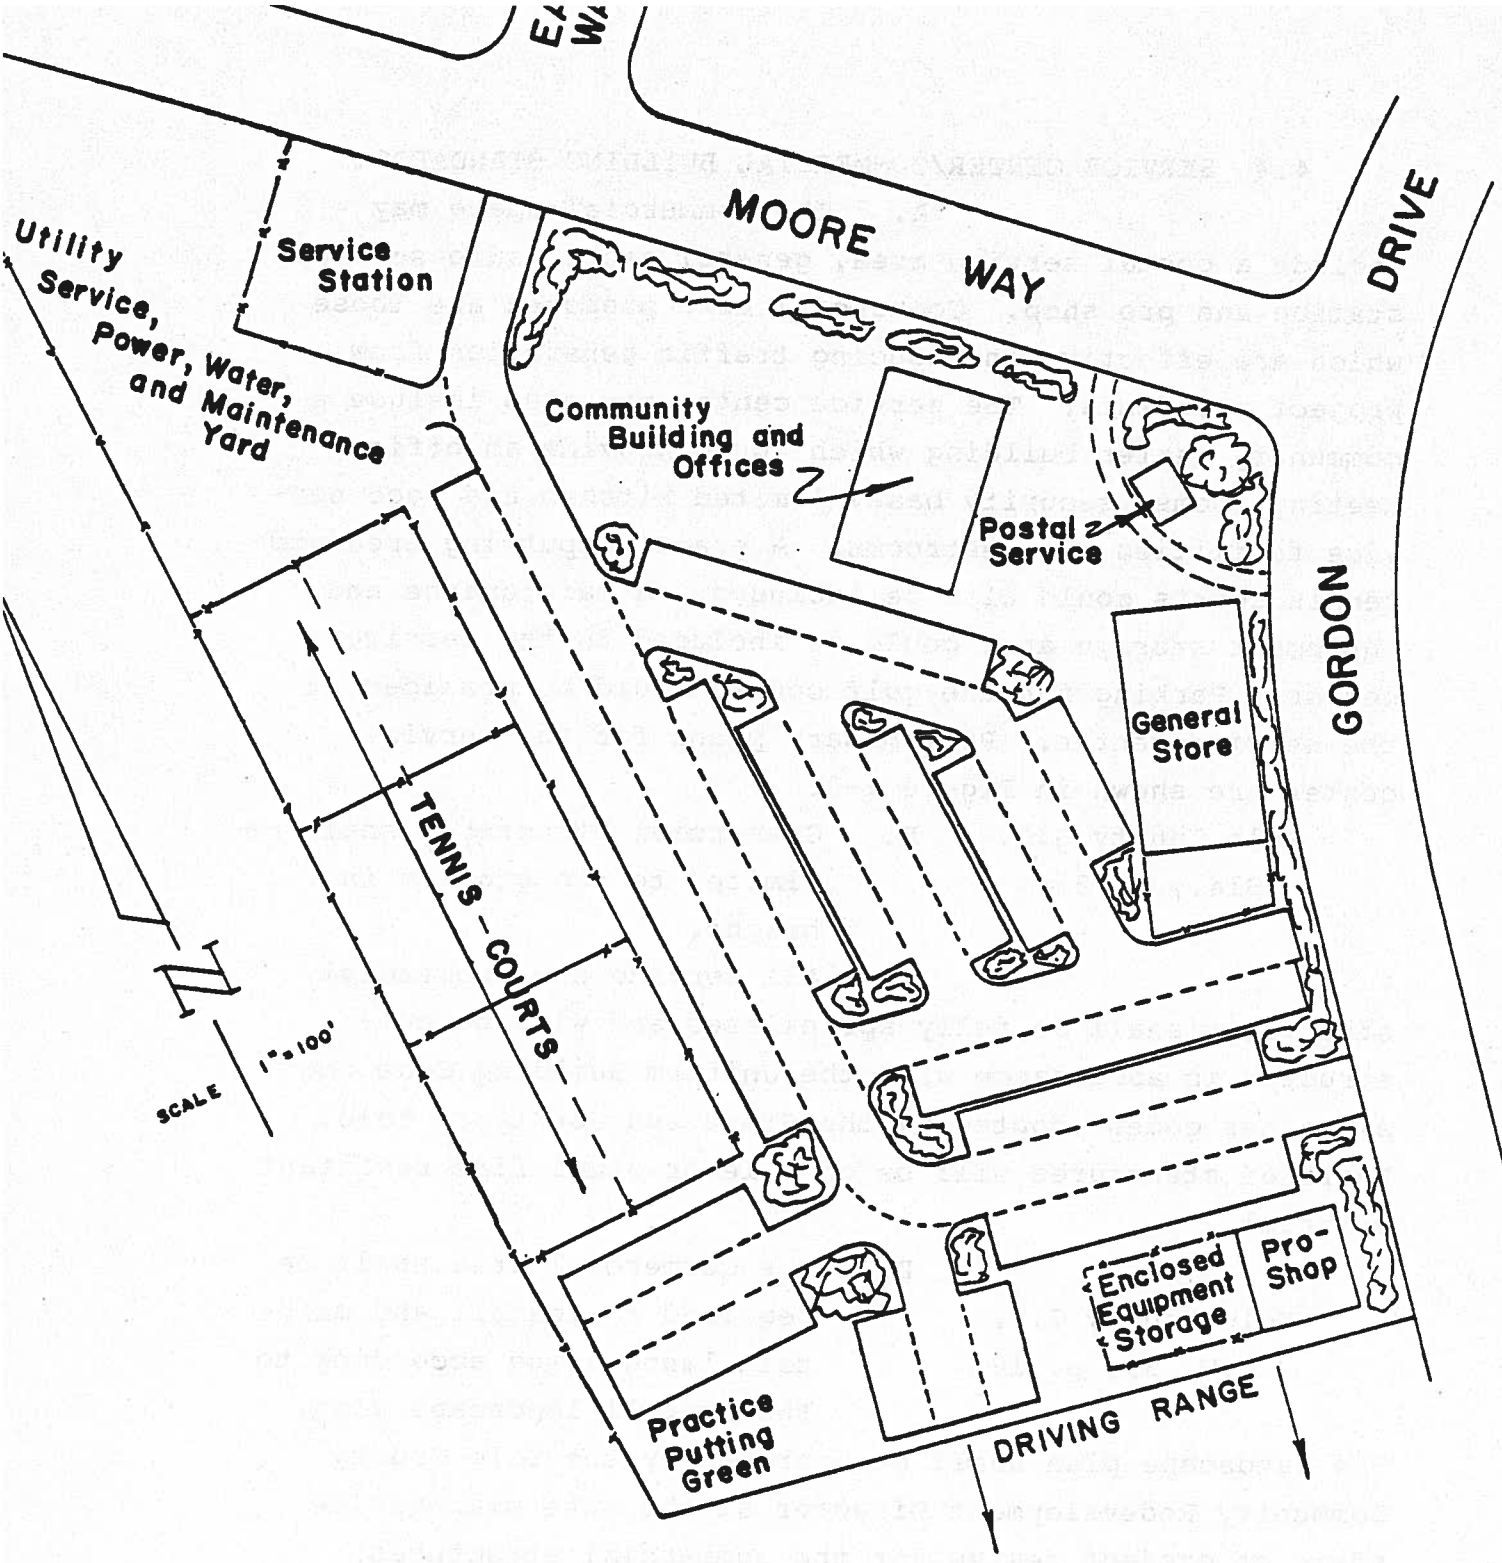 MOORE WAY
DRIVE
GORDON
Utility
Service,
Power, Water,
and Maintenance
Yard
Service
Station
Community
Building and
Offices
Postal
Service
General
Store
TENNIS - COURTS
1" = 100'
SCALE
Enclosed
Equipment
Storage
Pro-
Shop
Practice
Putting
Green
DRIVING RANGE